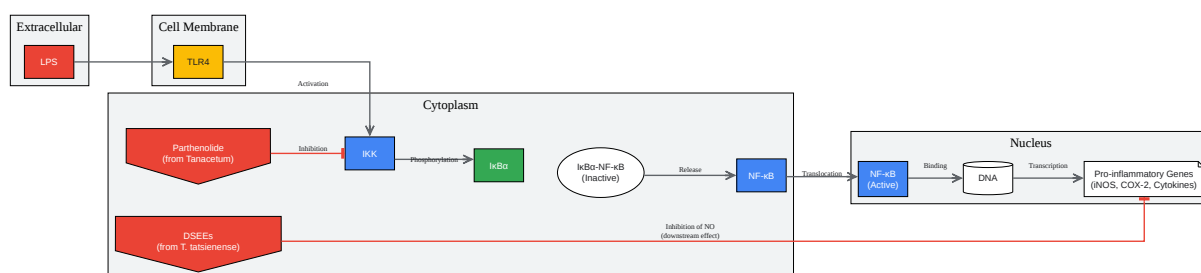 Extracellular
LPS
Cell Membrane
TLR4
Activation
Cytoplasm
Parthenolide
(from Tanacetum)
Inhibition
IKK
Phosphorylation
IκBα
IκBα-NF-κB
(Inactive)
Release
NF-κB
Translocation
Nucleus
NF-κB
(Active)
Binding
DNA
Transcription
Pro-inflammatory Genes
(iNOS, COX-2, Cytokines)
DSEEs
(from T. tatsienense)
Inhibition of NO
(downstream effect)